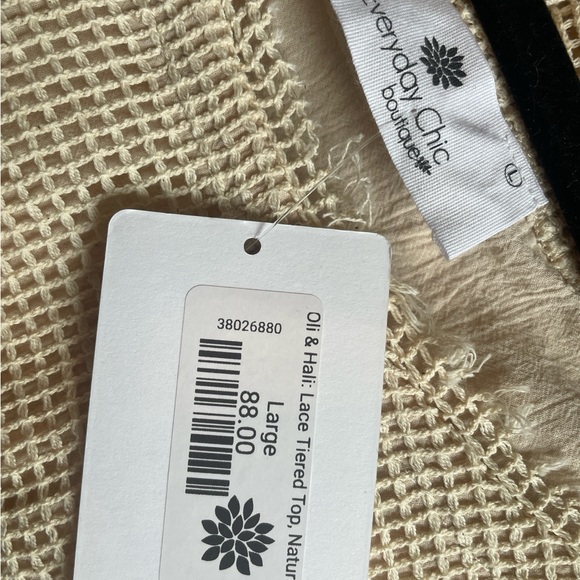 Everyday Chic
boutique
L
Oli & Hali: Lace Tiered Top, Natur
Large
88.00
38026880